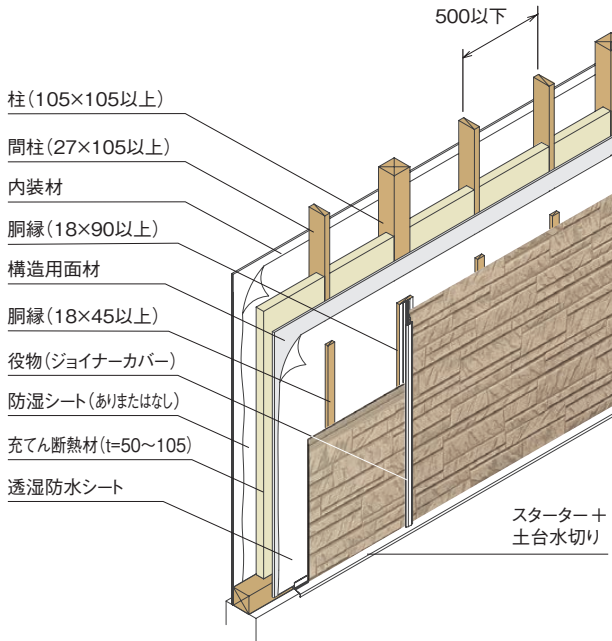 500以下
柱(105×105以上)
間柱(27×105以上)
内装材
胴縁(18×90以上)
構造用面材
胴縁(18×45以上)
役物(ジョイナーカバー)
防湿シート(ありまたはなし)
充てん断熱材(t=50～105)
透湿防水シート
スターター＋
土台水切り